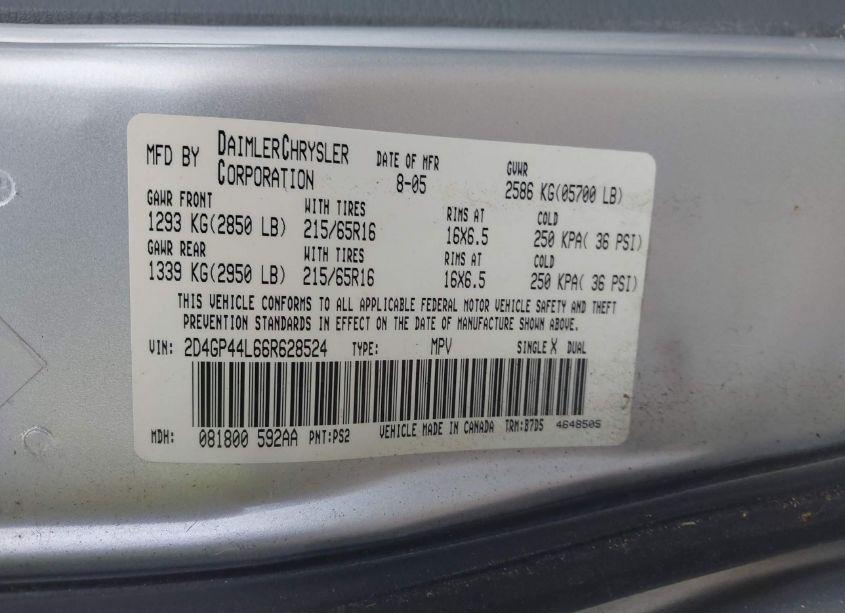 MFD BY DAIMLERCHRYSLER CORPORATION DATE OF MFR 8-05 GVWR 2586 KG(05700 LB)
GAWR FRONT WITH TIRES RIMS AT COLD
1293 KG(2850 LB) 215/65R16 16X6.5 250 KPA( 36 PSI)
GAWR REAR WITH TIRES RIMS AT COLD
1339 KG(2950 LB) 215/65R16 16X6.5 250 KPA( 36 PSI)
THIS VEHICLE CONFORMS TO ALL APPLICABLE FEDERAL MOTOR VEHICLE SAFETY AND THEFT
PREVENTION STANDARDS IN EFFECT ON THE DATE OF MANUFACTURE SHOWN ABOVE.
VIN: 2D4GP44L66R628524 TYPE: MPV SINGLE X DUAL
MDH: 081800 592AA PNT:PS2 VEHICLE MADE IN CANADA TRM:B7D5 4648505